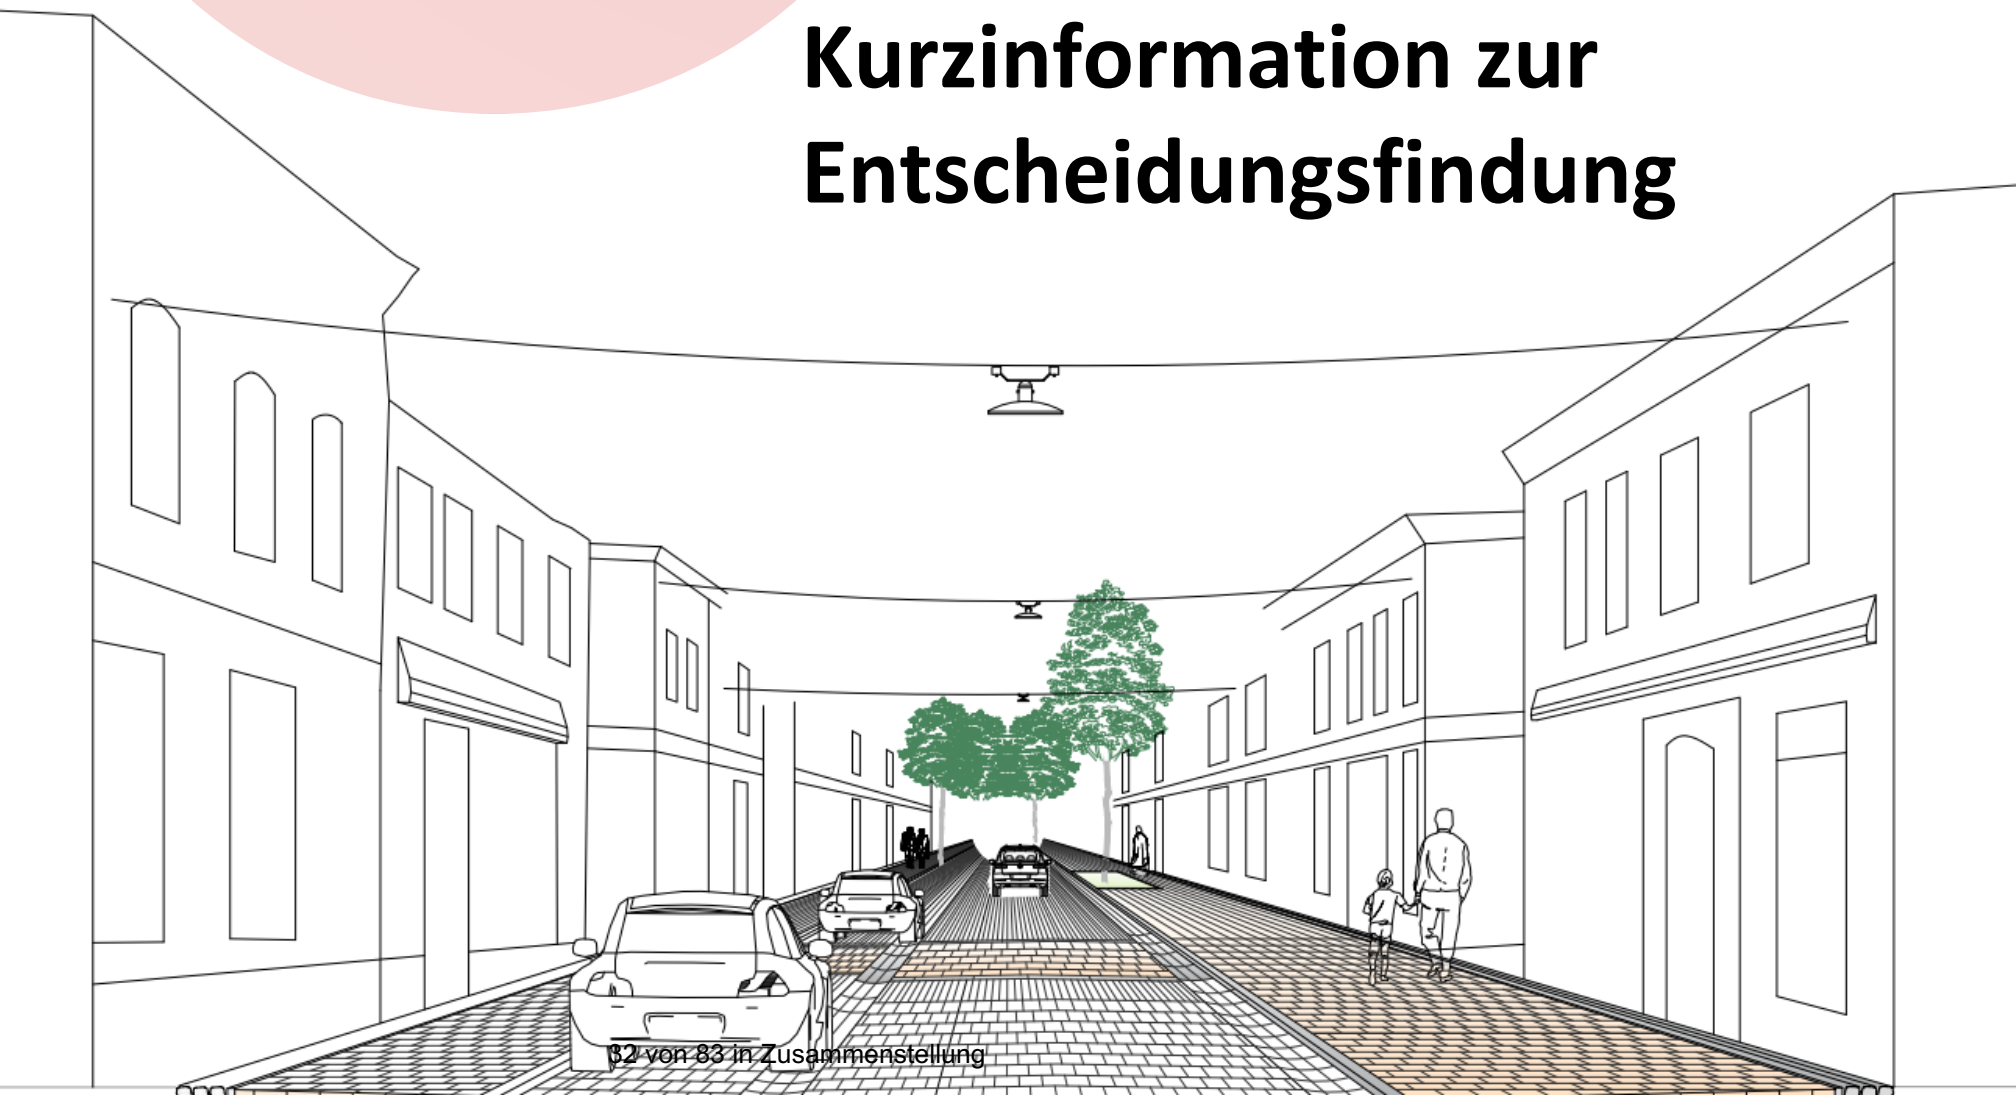 Kurzinformation zur
Entscheidungsfindung
32 von 83 in Zusammenstellung